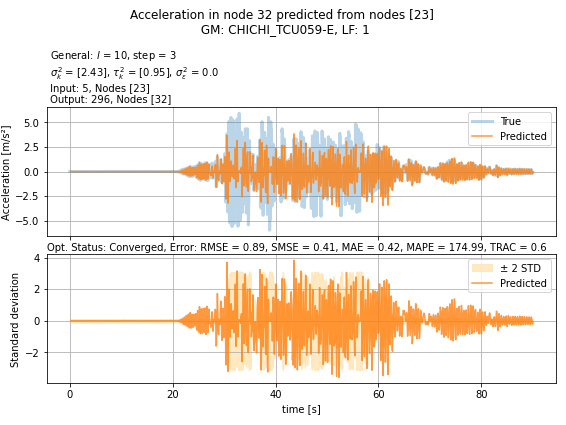 Acceleration in node 32 predicted from nodes [23]
GM: CHICHI_TCU059-E, LF: 1
General: l = 10, step = 3
σ²ₖ = [2.43], τ²ₖ = [0.95], σ²ε = 0.0
Input: 5, Nodes [23]
Output: 296, Nodes [32]
Acceleration [m/s²]
5.0
2.5
0.0
−2.5
−5.0
True
Predicted
Opt. Status: Converged, Error: RMSE = 0.89, SMSE = 0.41, MAE = 0.42, MAPE = 174.99, TRAC = 0.6
Standard deviation
4
2
0
−2
± 2 STD
Predicted
0 20 40 60 80
time [s]